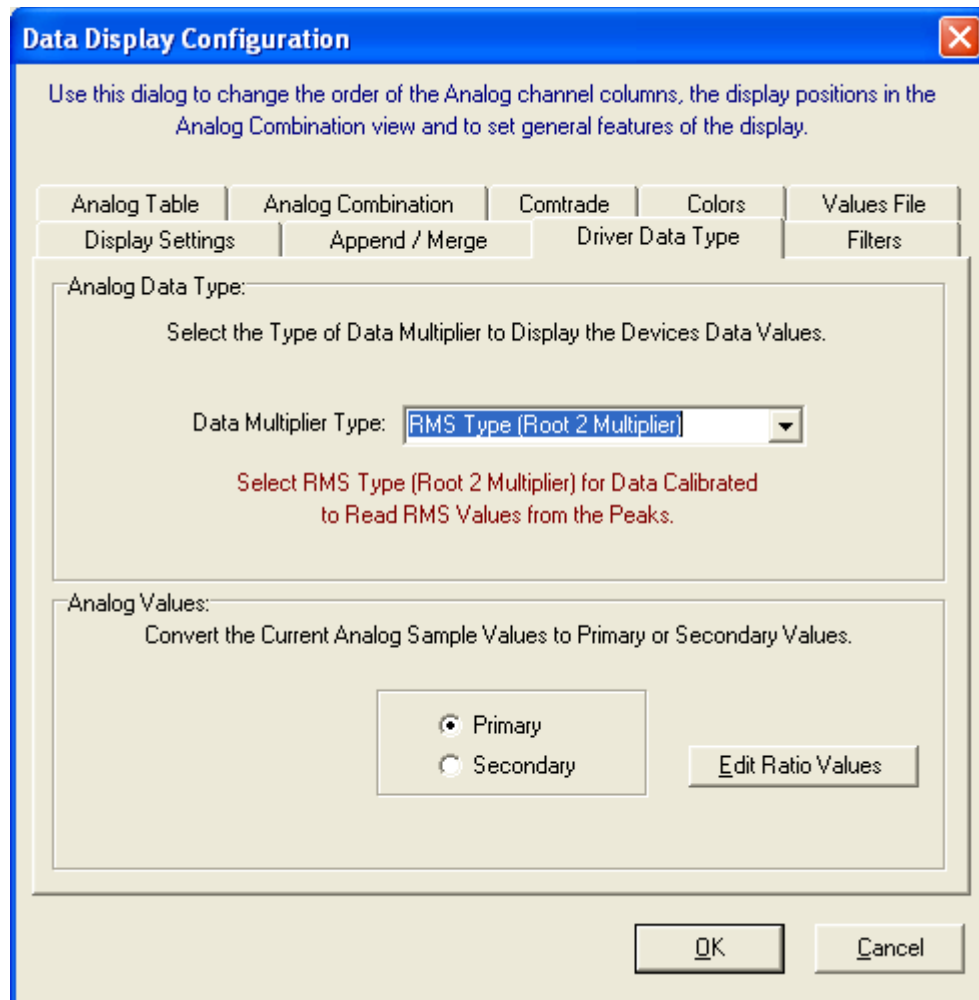 Data Display Configuration
Use this dialog to change the order of the Analog channel columns, the display positions in the
Analog Combination view and to set general features of the display.
Analog Table Analog Combination Comtrade Colors Values File
Display Settings Append / Merge Driver Data Type Filters
Analog Data Type:
Select the Type of Data Multiplier to Display the Devices Data Values.
Data Multiplier Type: RMS Type (Root 2 Multiplier)
Select RMS Type (Root 2 Multiplier) for Data Calibrated
to Read RMS Values from the Peaks.
Analog Values:
Convert the Current Analog Sample Values to Primary or Secondary Values.
Primary
Secondary Edit Ratio Values
OK Cancel